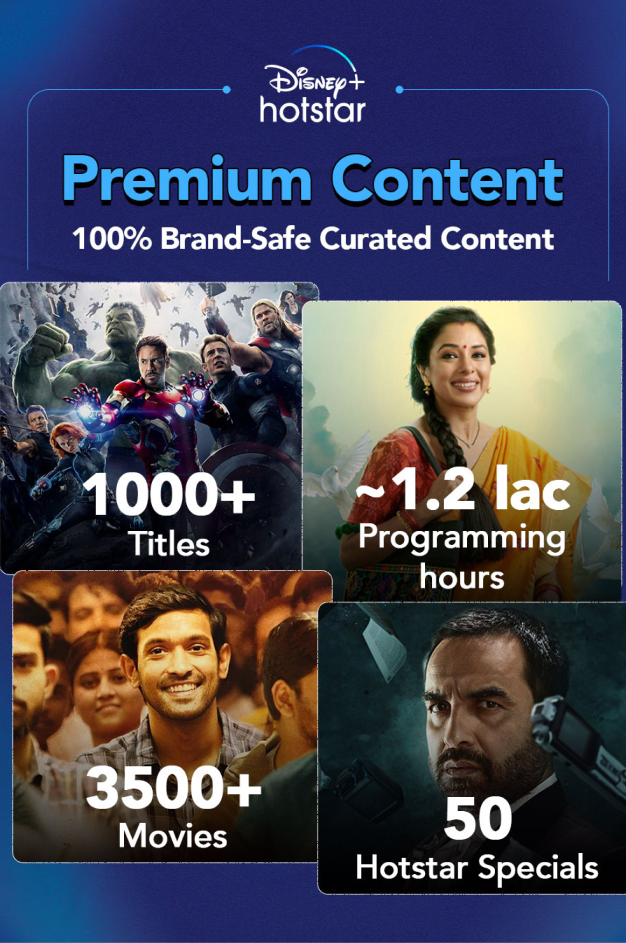 Disney+
hotstar
Premium Content
100% Brand-Safe Curated Content
1000+
Titles
~1.2 lac
Programming
hours
3500+
Movies
50
Hotstar Specials